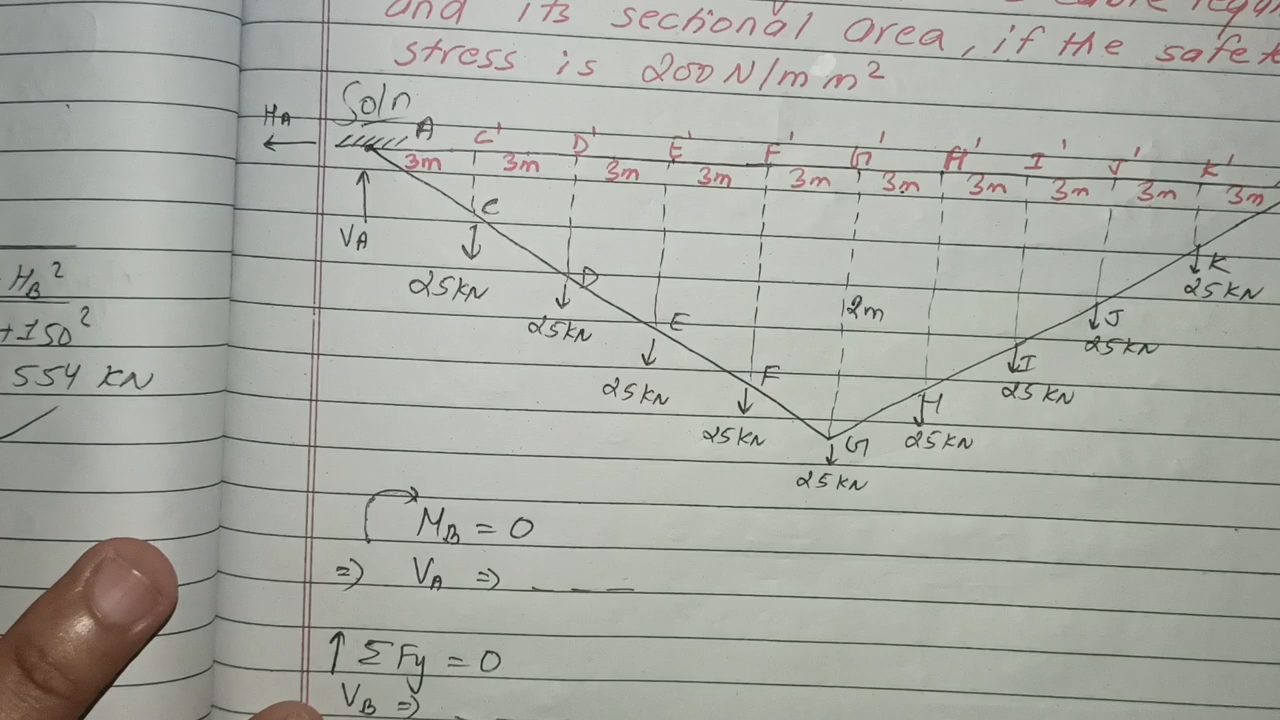 and its sectional area, if the safe
stress is 200 N/mm²
Soln
HA
A C' D' E' F' G' H' I' J' K'
3m 3m 3m 3m 3m 3m 3m 3m 3m 3m
VA
C
25KN
D
25KN
E
25KN
F
25KN
2m
G
25KN
H
25KN
I
25KN
J
25KN
K
25KN
HB²
+150²
554 KN
MB = 0
=) VA =) _ _ _
↑ ΣFy = 0
VB =)